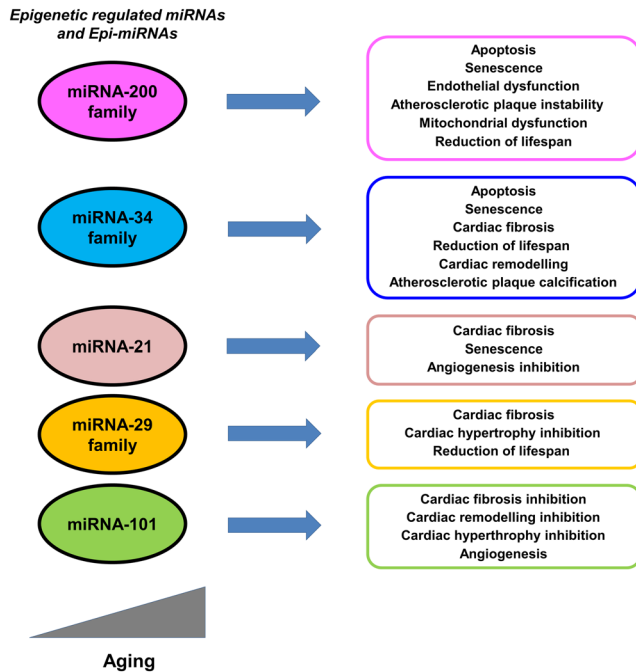 Epigenetic regulated miRNAs
and Epi-miRNAs
miRNA-200
family
Apoptosis
Senescence
Endothelial dysfunction
Atherosclerotic plaque instability
Mitochondrial dysfunction
Reduction of lifespan
miRNA-34
family
Apoptosis
Senescence
Cardiac fibrosis
Reduction of lifespan
Cardiac remodelling
Atherosclerotic plaque calcification
miRNA-21
Cardiac fibrosis
Senescence
Angiogenesis inhibition
miRNA-29
family
Cardiac fibrosis
Cardiac hypertrophy inhibition
Reduction of lifespan
miRNA-101
Cardiac fibrosis inhibition
Cardiac remodelling inhibition
Cardiac hyperthrophy inhibition
Angiogenesis
Aging